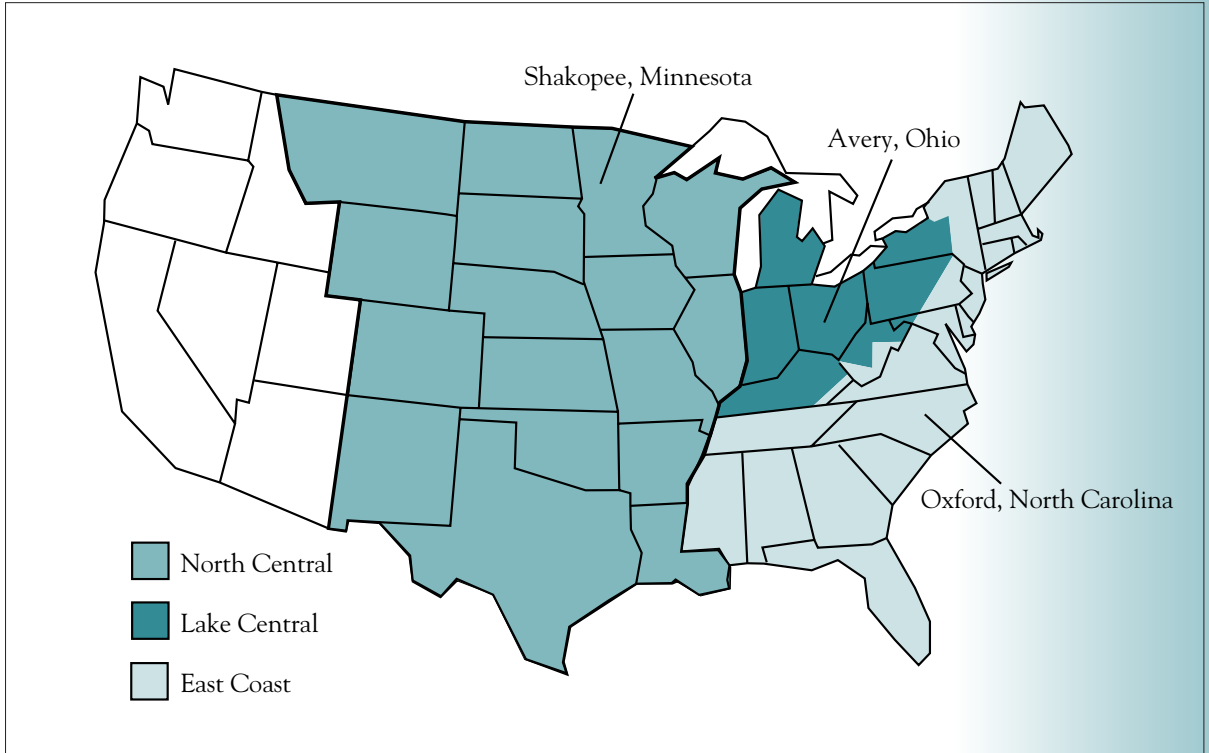 Shakopee, Minnesota
Avery, Ohio
Oxford, North Carolina
North Central
Lake Central
East Coast